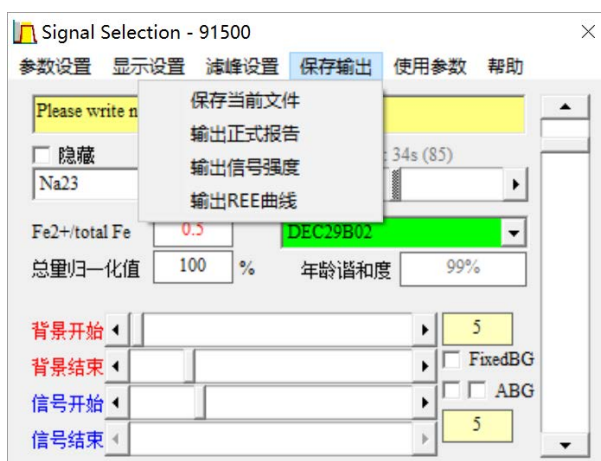 Signal Selection - 91500
参数设置 显示设置 滤峰设置 保存输出 使用参数 帮助
保存当前文件
输出正式报告
输出信号强度
输出REE曲线
Please write n
隐藏
: 34s (85)
Na23
Fe2+/total Fe 0.5 DEC29B02
总量归一化值 100 % 年龄谐和度 99%
背景开始 5
背景结束 FixedBG
信号开始 ABG
信号结束 5